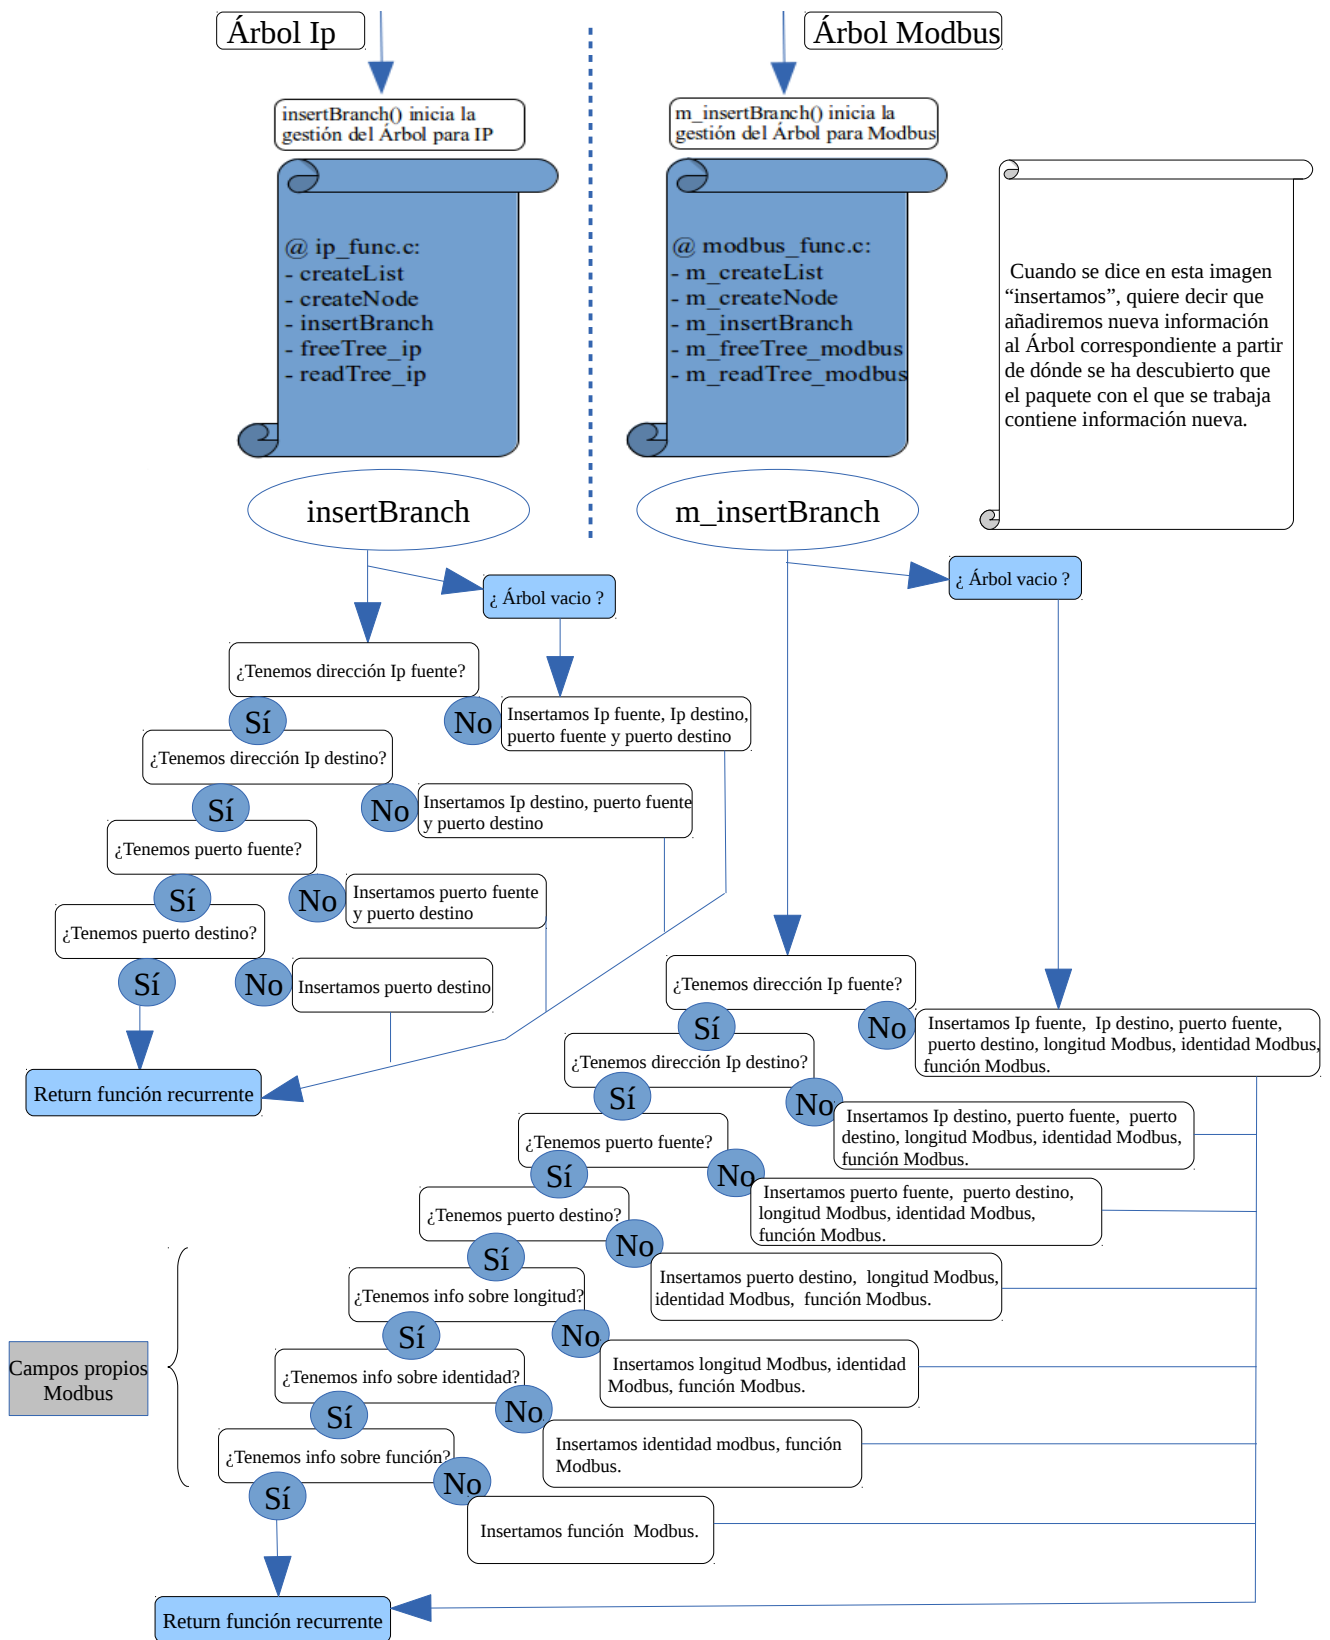 Árbol Ip
Árbol Modbus
insertBranch() inicia la
gestión del Árbol para IP
m_insertBranch() inicia la
gestión del Árbol para Modbus
@ ip_func.c:
- createList
- createNode
- insertBranch
- freeTree_ip
- readTree_ip
@ modbus_func.c:
- m_createList
- m_createNode
- m_insertBranch
- m_freeTree_modbus
- m_readTree_modbus
Cuando se dice en esta imagen
“insertamos”, quiere decir que
añadiremos nueva información
al Árbol correspondiente a partir
de dónde se ha descubierto que
el paquete con el que se trabaja
contiene información nueva.
insertBranch
m_insertBranch
¿ Árbol vacio ?
¿ Árbol vacio ?
¿Tenemos dirección Ip fuente?
Sí
No
Insertamos Ip fuente, Ip destino,
puerto fuente y puerto destino
¿Tenemos dirección Ip destino?
Sí
No
Insertamos Ip destino, puerto fuente
y puerto destino
¿Tenemos puerto fuente?
Sí
No
Insertamos puerto fuente
y puerto destino
¿Tenemos puerto destino?
Sí
No
Insertamos puerto destino
Return función recurrente
¿Tenemos dirección Ip fuente?
Sí
No
Insertamos Ip fuente, Ip destino, puerto fuente,
puerto destino, longitud Modbus, identidad Modbus,
función Modbus.
¿Tenemos dirección Ip destino?
Sí
No
Insertamos Ip destino, puerto fuente, puerto
destino, longitud Modbus, identidad Modbus,
función Modbus.
¿Tenemos puerto fuente?
Sí
No
Insertamos puerto fuente, puerto destino,
longitud Modbus, identidad Modbus,
función Modbus.
¿Tenemos puerto destino?
Sí
No
Insertamos puerto destino, longitud Modbus,
identidad Modbus, función Modbus.
¿Tenemos info sobre longitud?
Sí
No
Insertamos longitud Modbus, identidad
Modbus, función Modbus.
Campos propios
Modbus
¿Tenemos info sobre identidad?
Sí
No
Insertamos identidad modbus, función
Modbus.
¿Tenemos info sobre función?
Sí
No
Insertamos función Modbus.
Return función recurrente